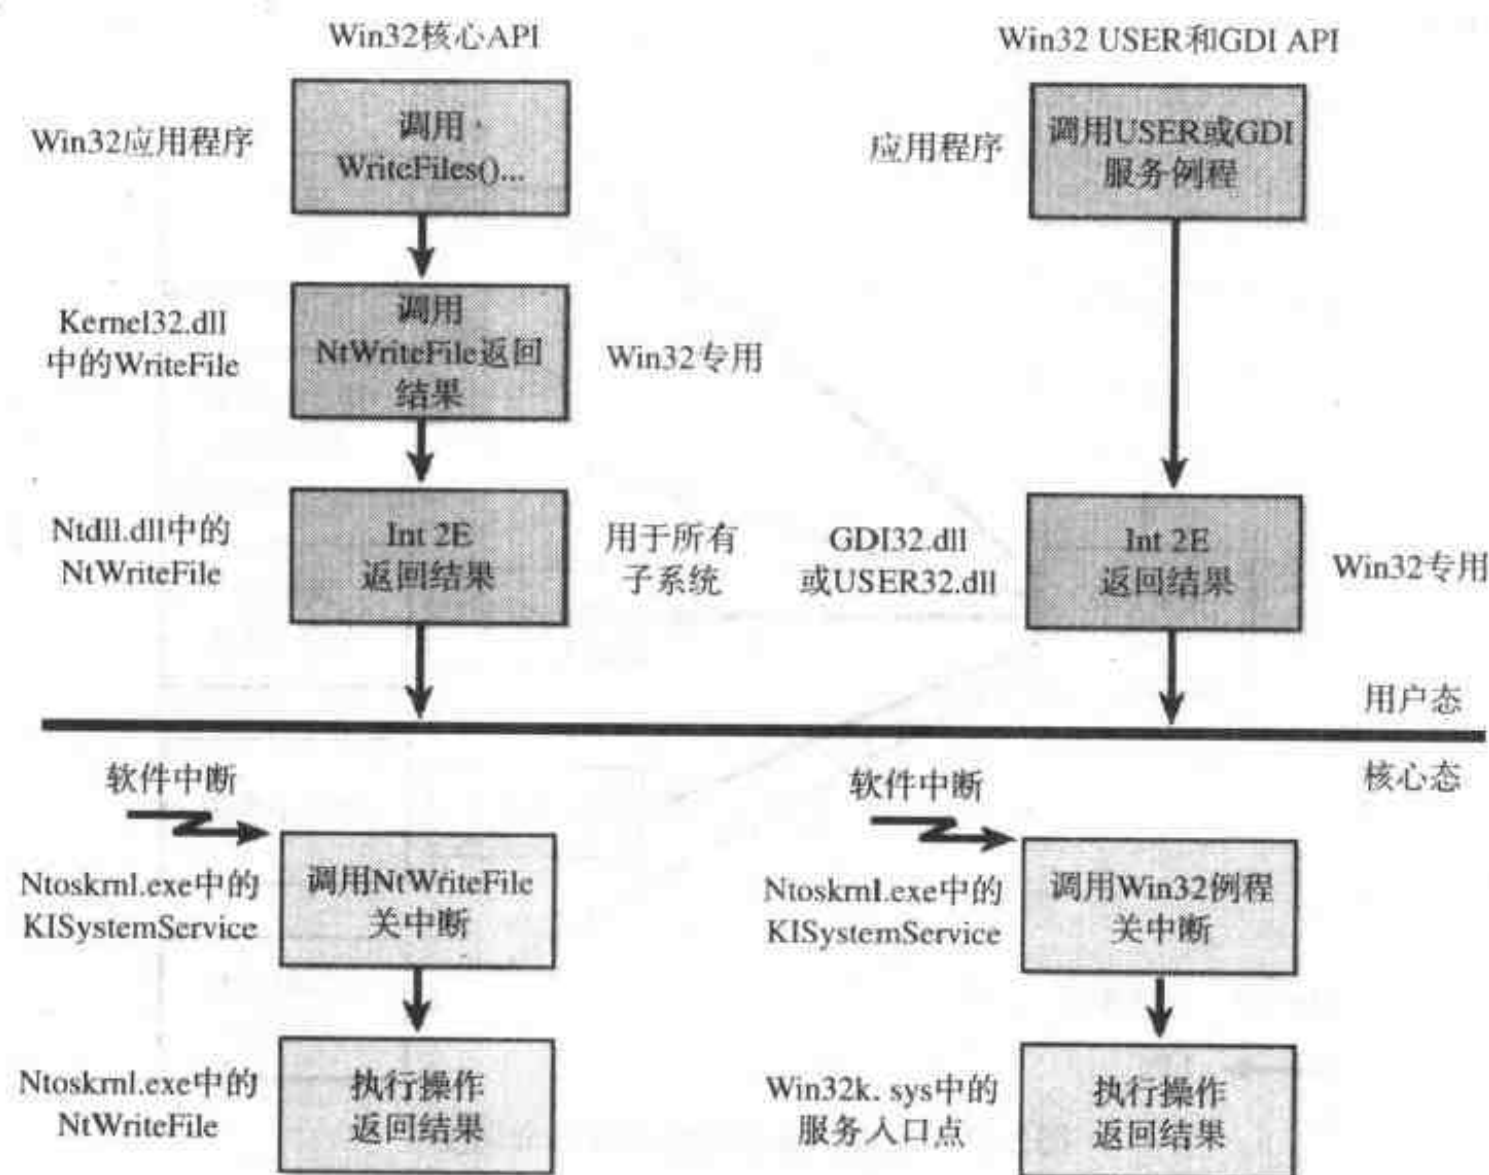 Win32核心API
Win32应用程序
调用
WriteFiles()...
Kernel32.dll
中的WriteFile
调用
NtWriteFile返回
结果
Win32专用
Ntdll.dll中的
NtWriteFile
Int 2E
返回结果
用于所有
子系统
Win32 USER和GDI API
应用程序
调用USER或GDI
服务例程
GDI32.dll
或USER32.dll
Int 2E
返回结果
Win32专用
用户态
核心态
软件中断
Ntoskrnl.exe中的
KISystemService
调用NtWriteFile
关中断
Ntoskrnl.exe中的
NtWriteFile
执行操作
返回结果
软件中断
Ntoskrnl.exe中的
KISystemService
调用Win32例程
关中断
Win32k. sys中的
服务入口点
执行操作
返回结果